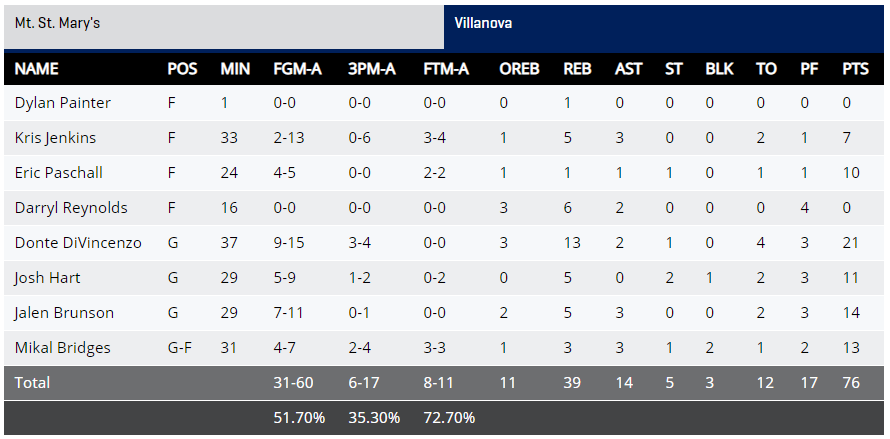 Mt. St. Mary's Villanova
NAME POS MIN FGM-A 3PM-A FTM-A OREB REB AST ST BLK TO PF PTS
Dylan Painter F 1 0-0 0-0 0-0 0 1 0 0 0 0 0 0
Kris Jenkins F 33 2-13 0-6 3-4 1 5 3 0 0 2 1 7
Eric Paschall F 24 4-5 0-0 2-2 1 1 1 1 0 1 1 10
Darryl Reynolds F 16 0-0 0-0 0-0 3 6 2 0 0 0 4 0
Donte DiVincenzo G 37 9-15 3-4 0-0 3 13 2 1 0 4 3 21
Josh Hart G 29 5-9 1-2 0-2 0 5 0 2 1 2 3 11
Jalen Brunson G 29 7-11 0-1 0-0 2 5 3 0 0 2 3 14
Mikal Bridges G-F 31 4-7 2-4 3-3 1 3 3 1 2 1 2 13
Total 31-60 6-17 8-11 11 39 14 5 3 12 17 76
51.70% 35.30% 72.70%